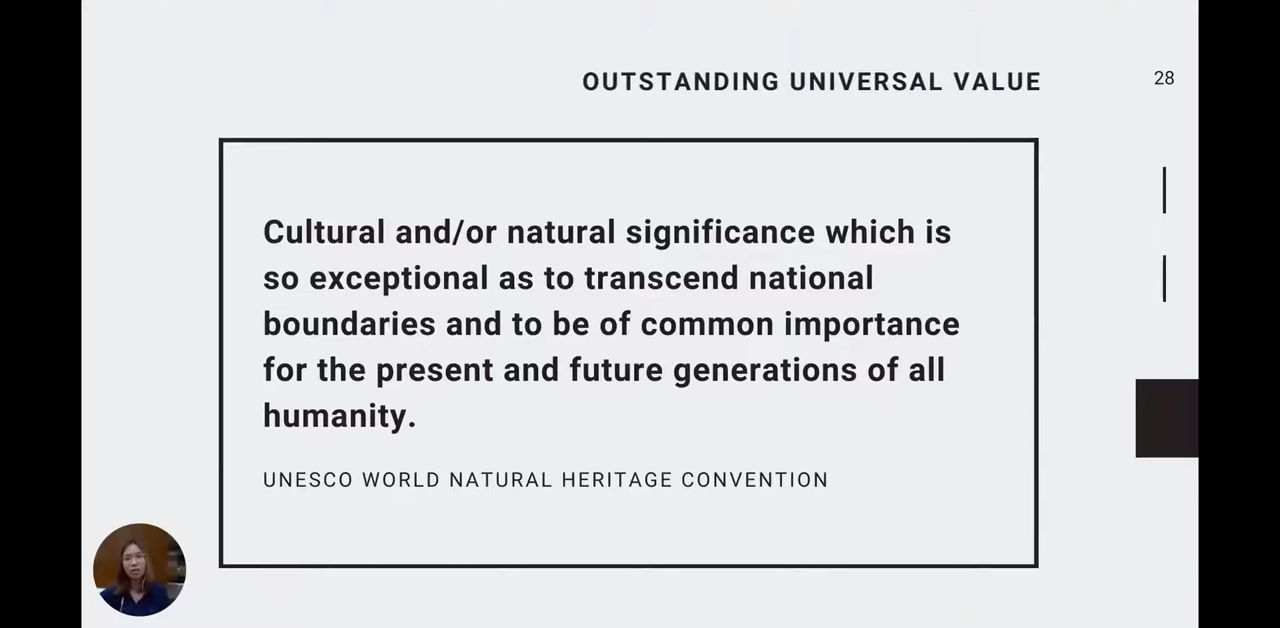 OUTSTANDING UNIVERSAL VALUE
28
Cultural and/or natural significance which is
so exceptional as to transcend national
boundaries and to be of common importance
for the present and future generations of all
humanity.
UNESCO WORLD NATURAL HERITAGE CONVENTION